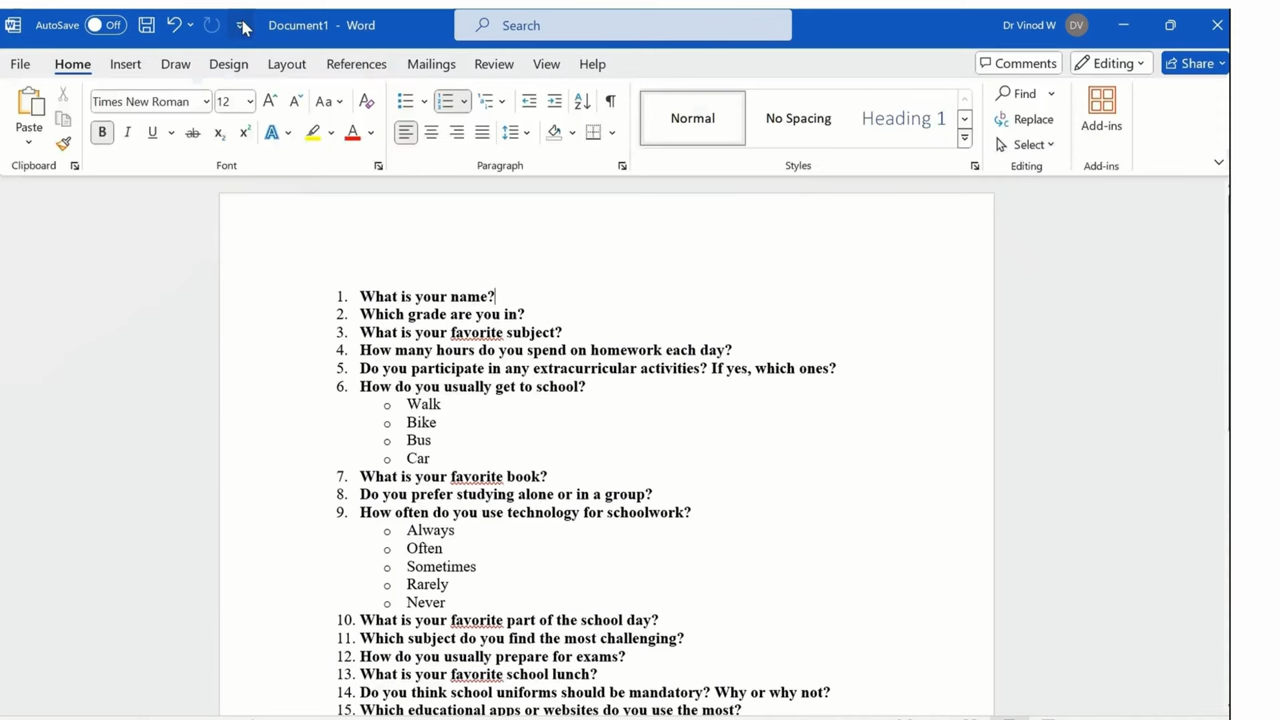 AutoSave Off Document1 - Word Search Dr Vinod W DV
File Home Insert Draw Design Layout References Mailings Review View Help Comments Editing Share
Paste
Times New Roman 12
Normal
No Spacing
Heading 1
Find
Replace
Select
Add-ins
Clipboard Font Paragraph Styles Editing Add-ins
1. What is your name?
2. Which grade are you in?
3. What is your favorite subject?
4. How many hours do you spend on homework each day?
5. Do you participate in any extracurricular activities? If yes, which ones?
6. How do you usually get to school?
o Walk
o Bike
o Bus
o Car
7. What is your favorite book?
8. Do you prefer studying alone or in a group?
9. How often do you use technology for schoolwork?
o Always
o Often
o Sometimes
o Rarely
o Never
10. What is your favorite part of the school day?
11. Which subject do you find the most challenging?
12. How do you usually prepare for exams?
13. What is your favorite school lunch?
14. Do you think school uniforms should be mandatory? Why or why not?
15. Which educational apps or websites do you use the most?